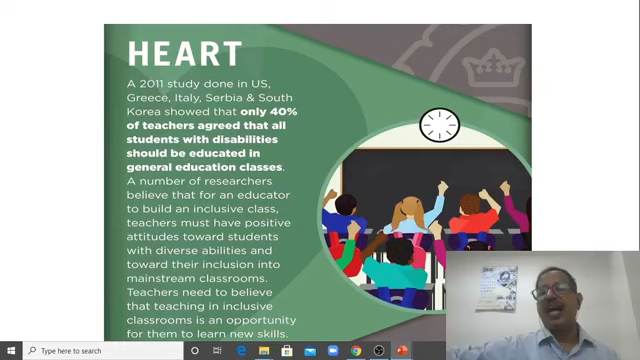 HEART
A 2011 study done in US,
Greece, Italy, Serbia & South
Korea showed that only 40%
of teachers agreed that all
students with disabilities
should be educated in
general education classes.
A number of researchers
believe that for an educator
to build an inclusive class,
teachers must have positive
attitudes toward students
with diverse abilities and
toward their inclusion into
mainstream classrooms.
Teachers need to believe
that teaching in inclusive
classrooms is an opportunity
for them to learn new skills.
Type here to search